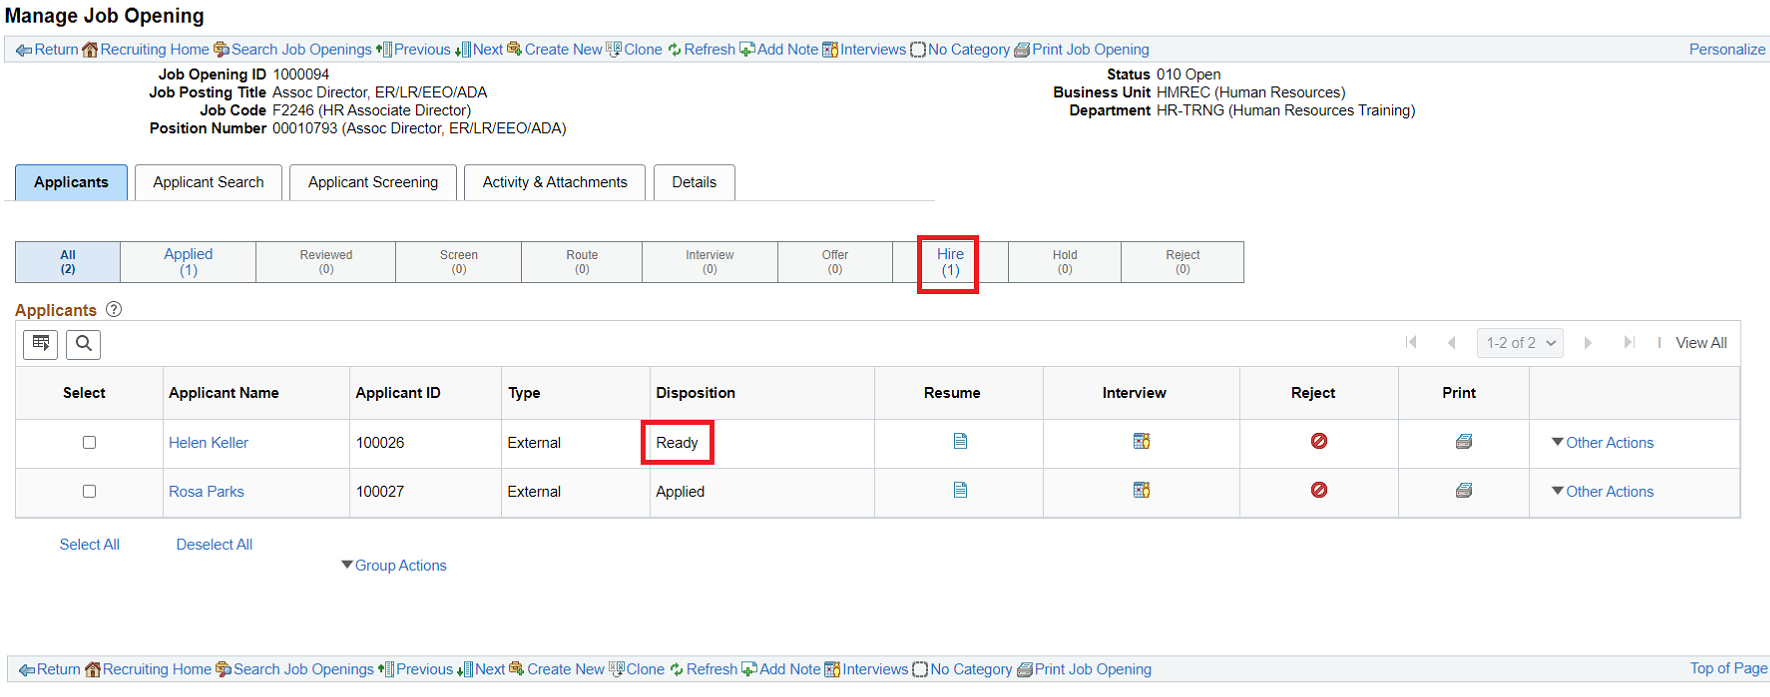 Manage Job Opening
Return Recruiting Home Search Job Openings Previous Next Create New Clone Refresh Add Note Interviews No Category Print Job Opening Personalize
Job Opening ID 1000094 Status 010 Open
Job Posting Title Assoc Director, ER/LR/EEO/ADA Business Unit HMREC (Human Resources)
Job Code F2246 (HR Associate Director) Department HR-TRNG (Human Resources Training)
Position Number 00010793 (Assoc Director, ER/LR/EEO/ADA)
Applicants Applicant Search Applicant Screening Activity & Attachments Details
All Applied Reviewed Screen Route Interview Offer Hire Hold Reject
(2) (1) (0) (0) (0) (0) (0) (1) (0) (0)
Applicants ?
1-2 of 2 View All
Select Applicant Name Applicant ID Type Disposition Resume Interview Reject Print
Helen Keller 100026 External Ready Other Actions
Rosa Parks 100027 External Applied Other Actions
Select All Deselect All
Group Actions
Return Recruiting Home Search Job Openings Previous Next Create New Clone Refresh Add Note Interviews No Category Print Job Opening Top of Page